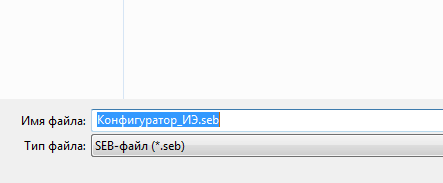 Имя файла: Конфигуратор_ИЭ.seb
Тип файла: SEB-файл (*.seb)